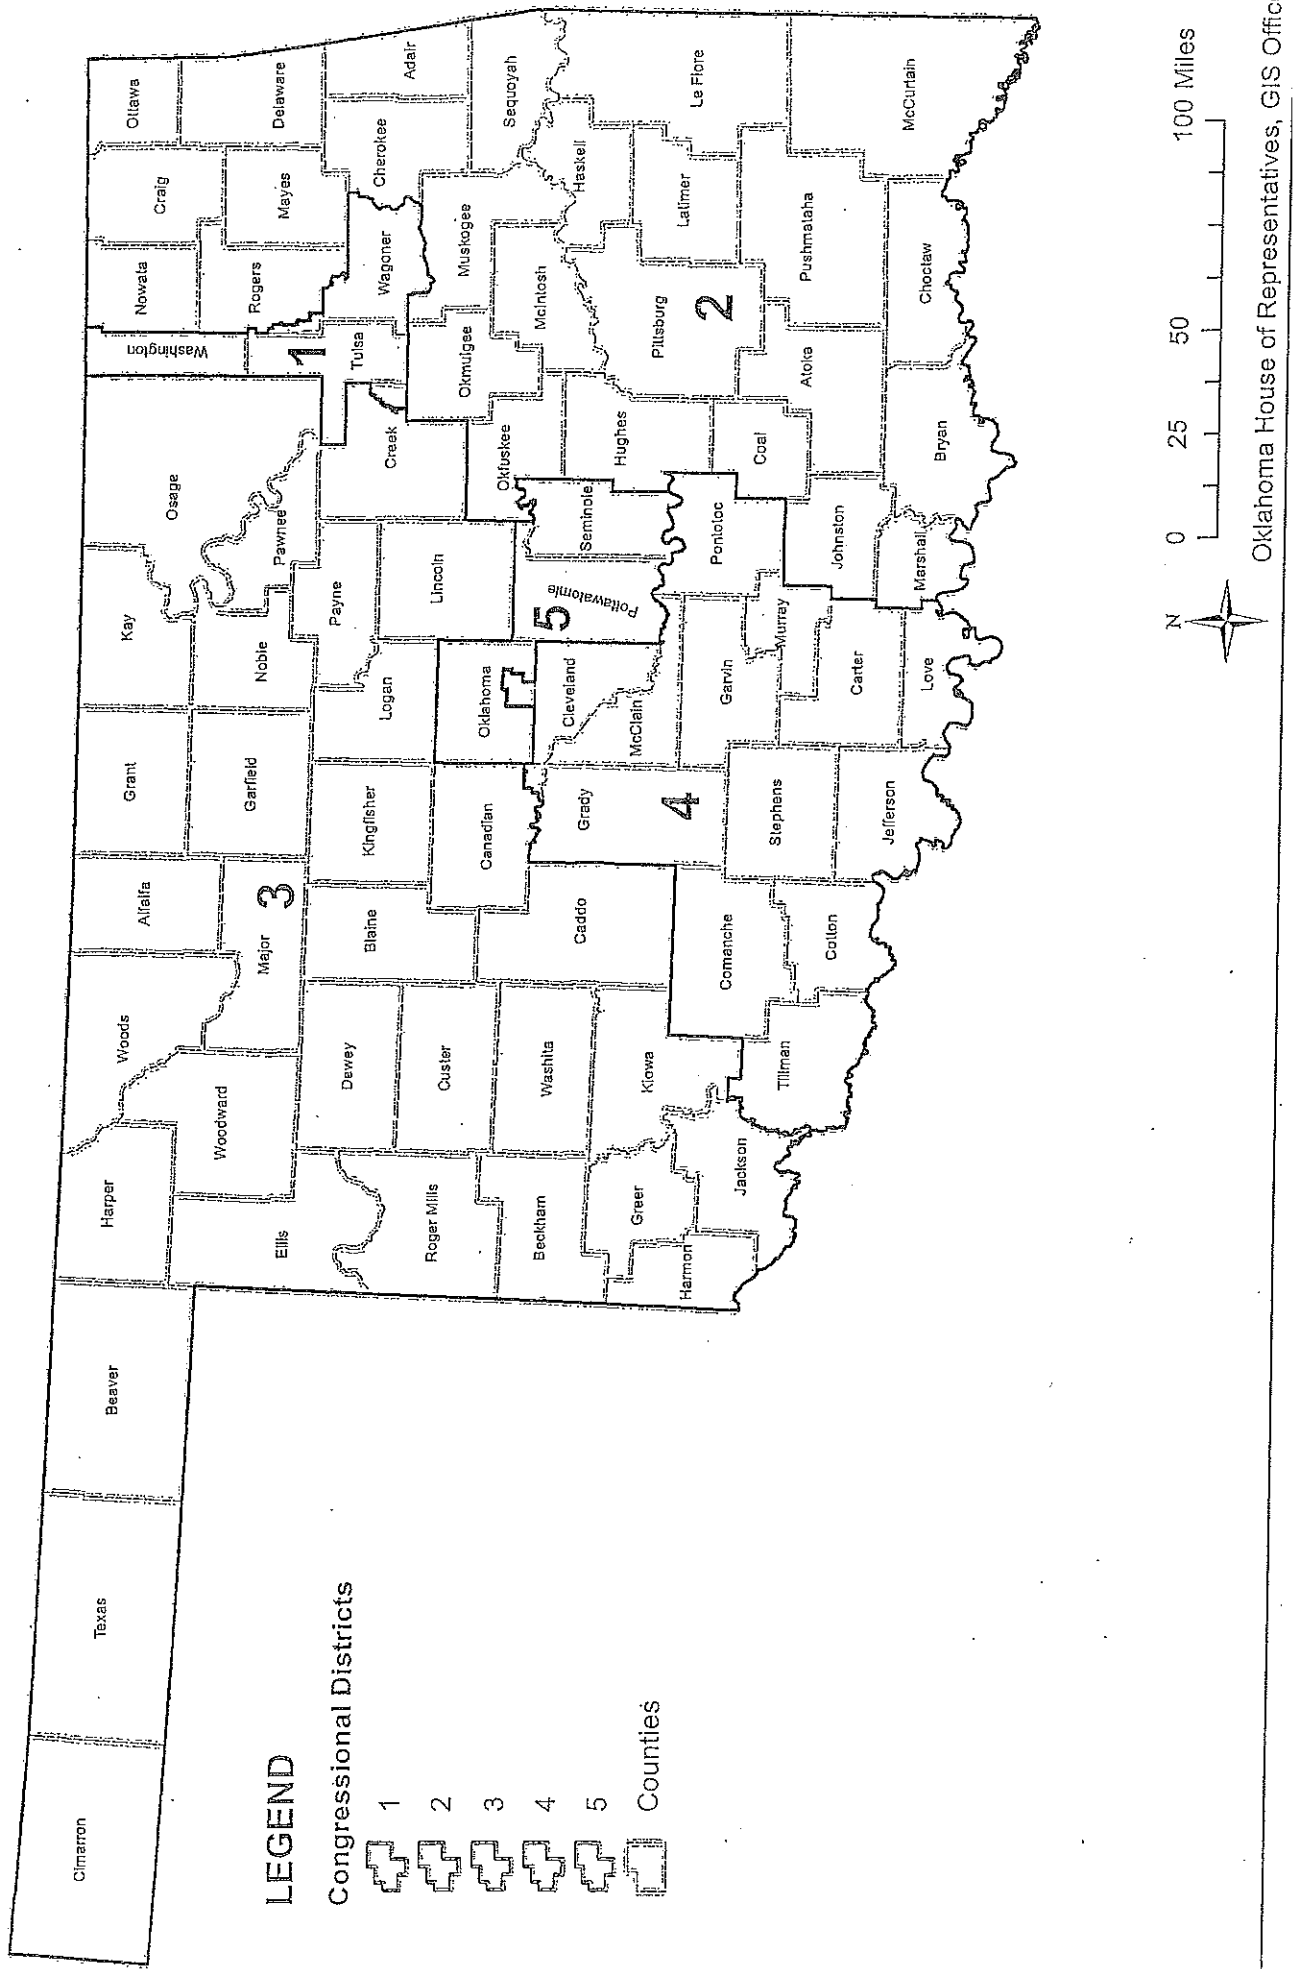 Cimarron
Texas
Beaver
Harper
Woods
Alfalfa
Grant
Kay
Osage
Washington
Nowata
Craig
Ottawa
Ellis
Woodward
Major
3
Garfield
Noble
Pawnee
Rogers
Mayes
Delaware
Dewey
Blaine
Kingfisher
Logan
Payne
Creek
1
Tulsa
Wagoner
Cherokee
Adair
Roger Mills
Custer
Canadian
Oklahoma
Lincoln
Okmulgee
Muskogee
Sequoyah
Beckham
Washita
Caddo
Grady
Cleveland
McClain
5
Pottawatomie
Seminole
Okfuskee
McIntosh
Haskell
Greer
Kiowa
4
Hughes
Pittsburg
2
Latimer
Le Flore
Harmon
Jackson
Tillman
Comanche
Stephens
Garvin
Murray
Pontotoc
Coal
Atoka
Pushmataha
McCurtain
Cotton
Jefferson
Carter
Love
Johnston
Marshall
Bryan
Choctaw
LEGEND
Congressional Districts
1
2
3
4
5
Counties
N
0 25 50 100 Miles
Oklahoma House of Representatives, GIS Offic